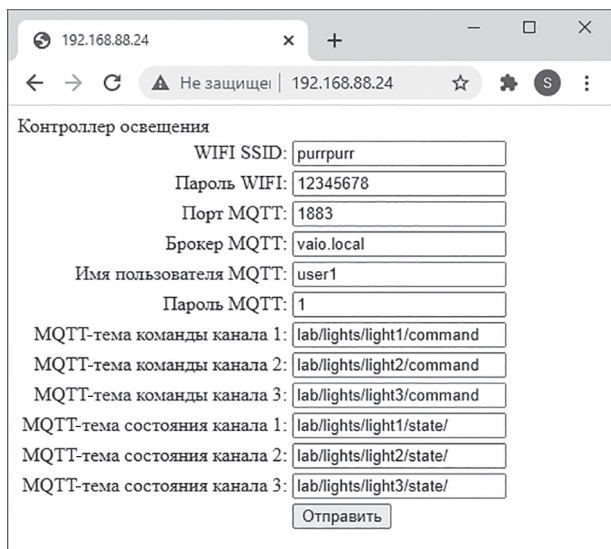 192.168.88.24
Не защищен 192.168.88.24 S
Контроллер освещения
WIFI SSID: purrpurr
Пароль WIFI: 12345678
Порт MQTT: 1883
Брокер MQTT: vaio.local
Имя пользователя MQTT: user1
Пароль MQTT: 1
MQTT-тема команды канала 1: lab/lights/light1/command
MQTT-тема команды канала 2: lab/lights/light2/command
MQTT-тема команды канала 3: lab/lights/light3/command
MQTT-тема состояния канала 1: lab/lights/light1/state/
MQTT-тема состояния канала 2: lab/lights/light2/state/
MQTT-тема состояния канала 3: lab/lights/light3/state/
Отправить